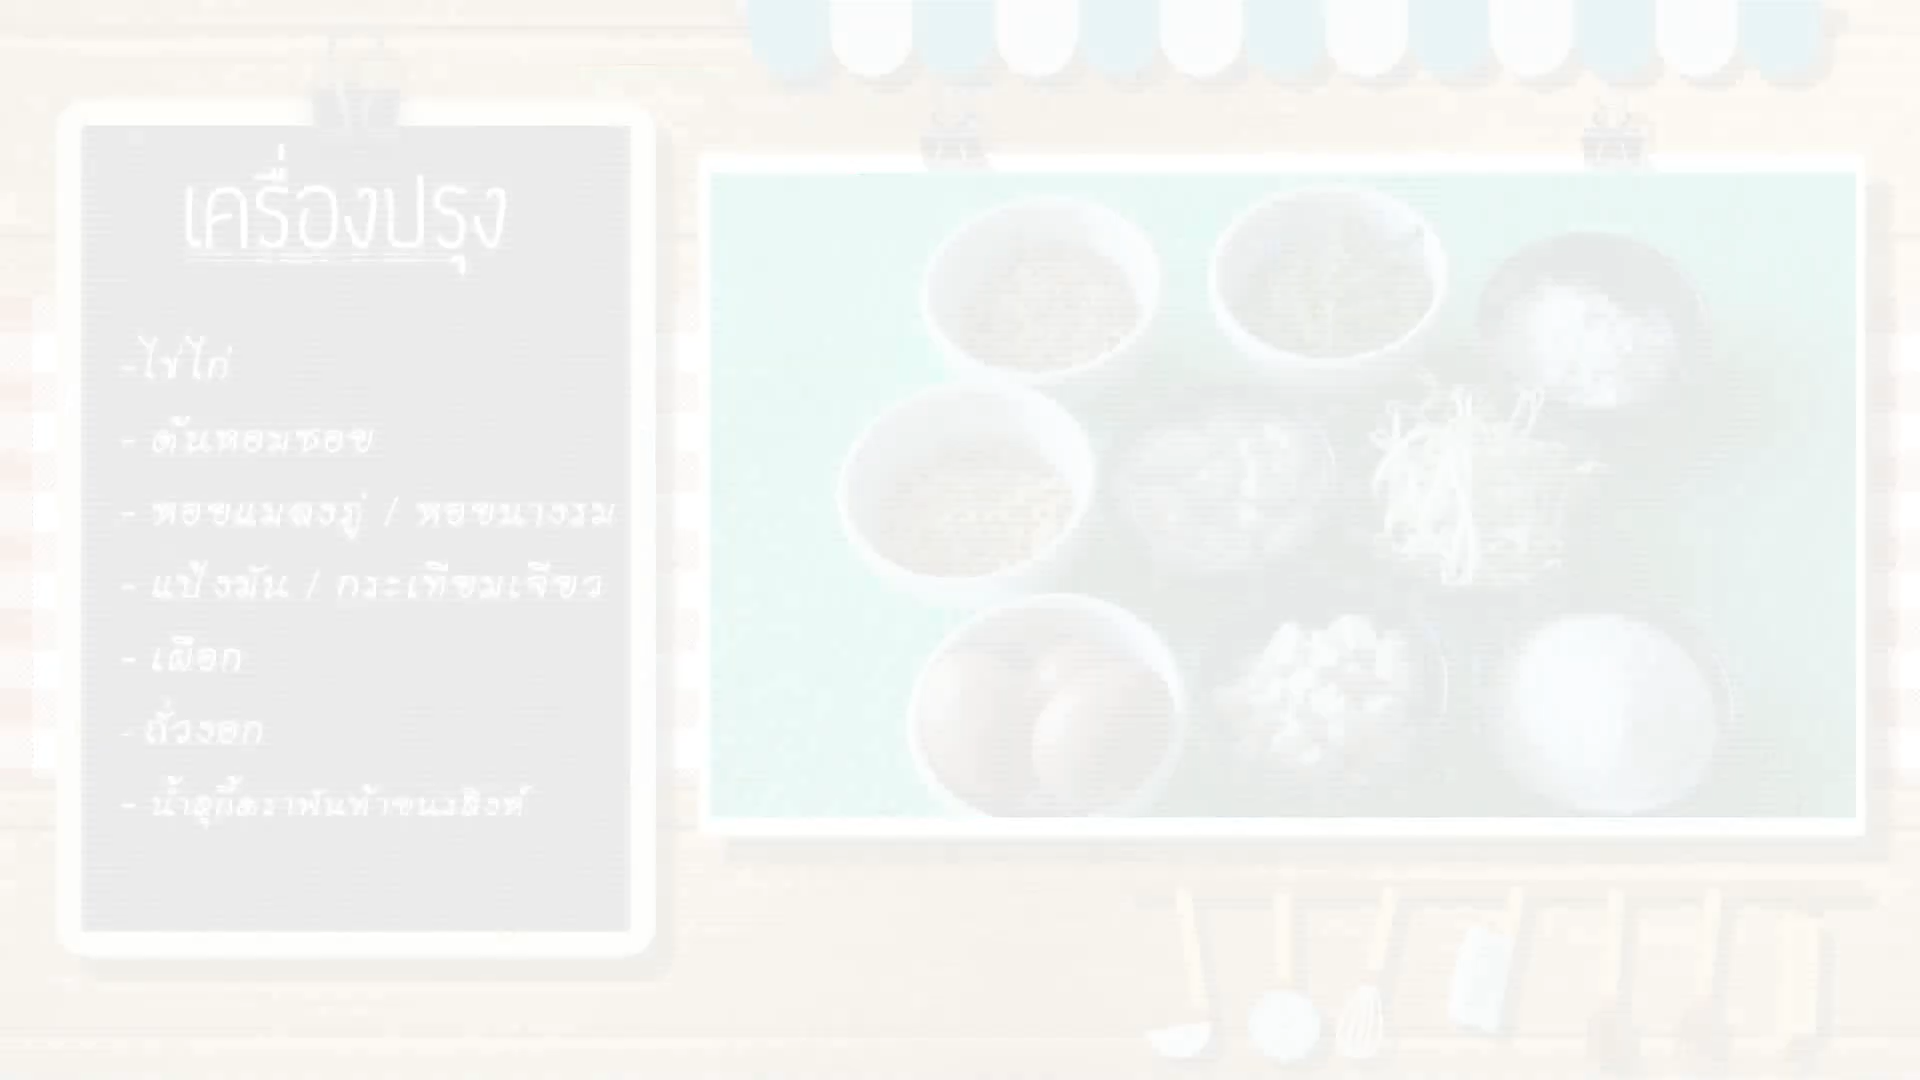 เครื่องปรุง
-ไข่ไก่
- ต้นหอมซอย
- หอยแมลงภู่ / หอยนางรม
- แป้งมัน / กระเทียมเจียว
- เผือก
- ถั่วงอก
- น้ำสุกี้ตราพันท้ายนรสิงห์